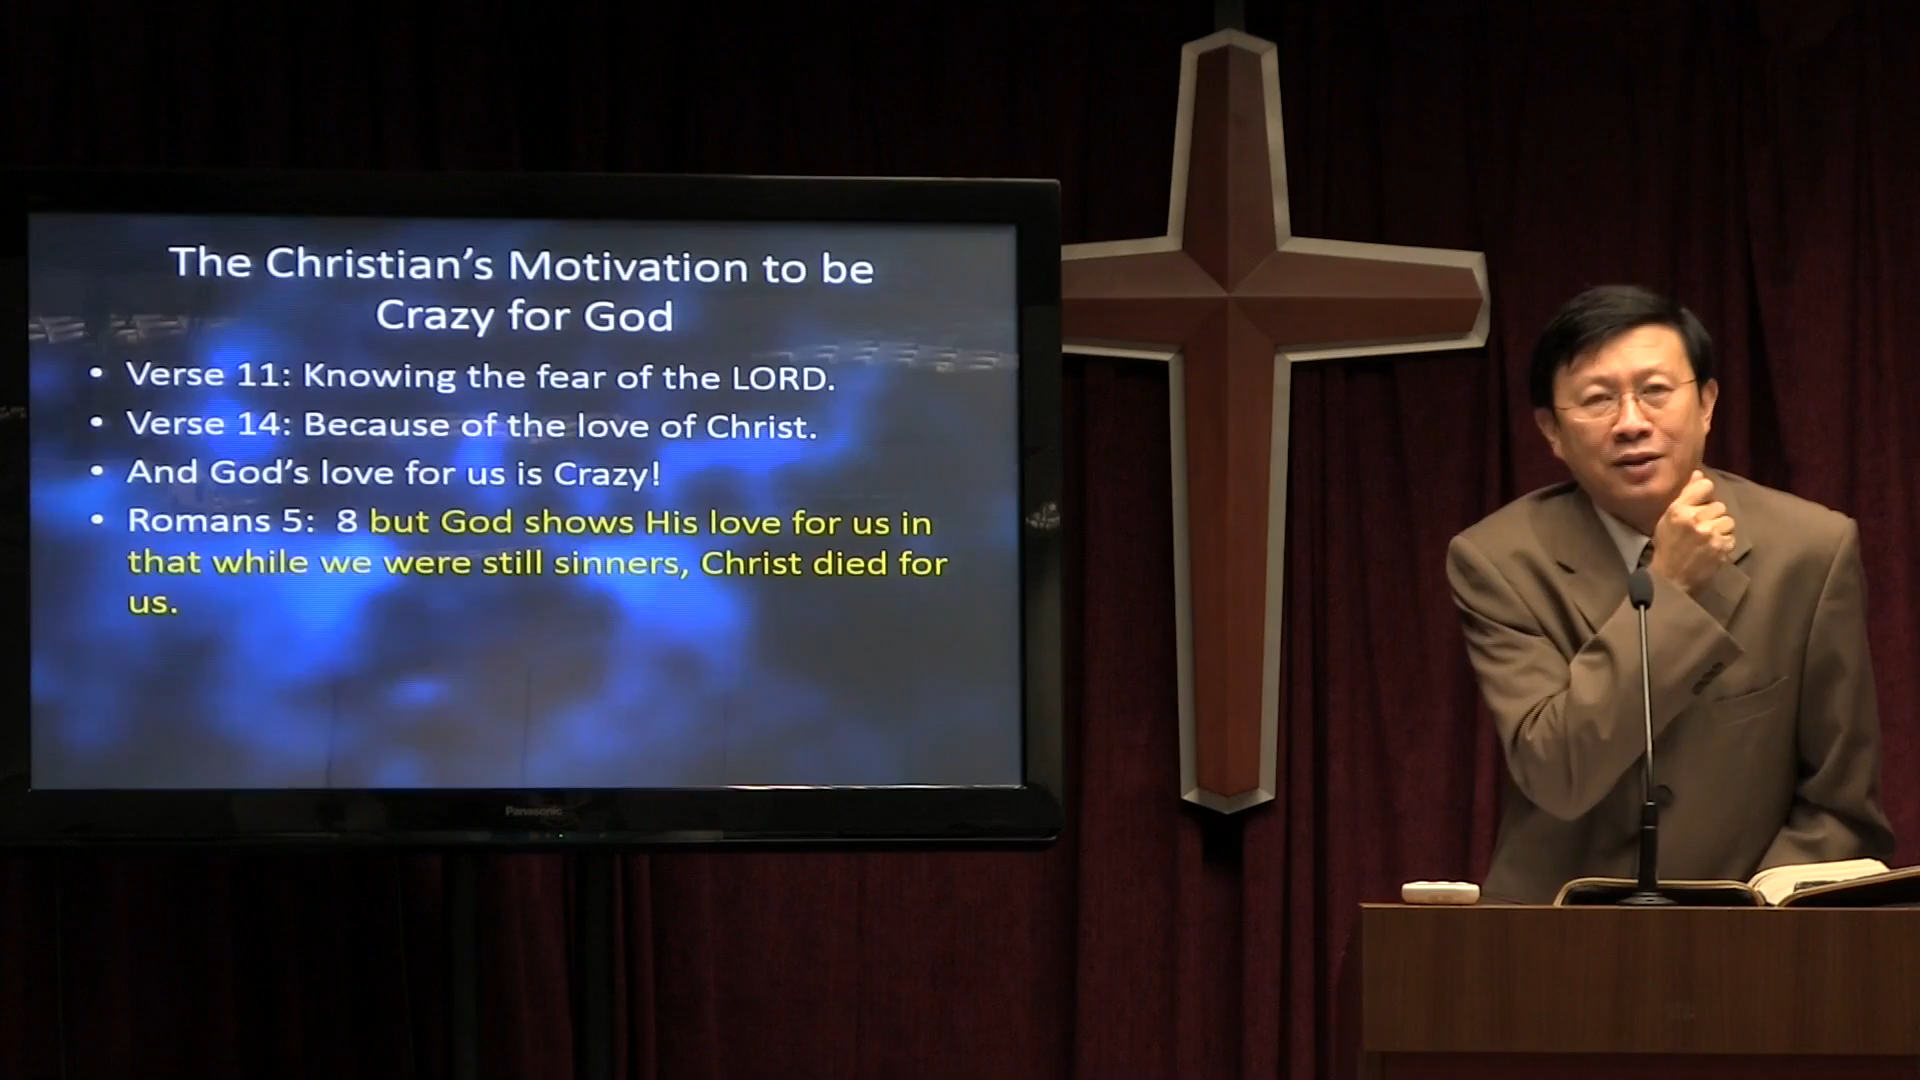 The Christian’s Motivation to be
Crazy for God
• Verse 11: Knowing the fear of the LORD.
• Verse 14: Because of the love of Christ.
• And God’s love for us is Crazy!
• Romans 5:  8 but God shows His love for us in
that while we were still sinners, Christ died for
us.
Panasonic